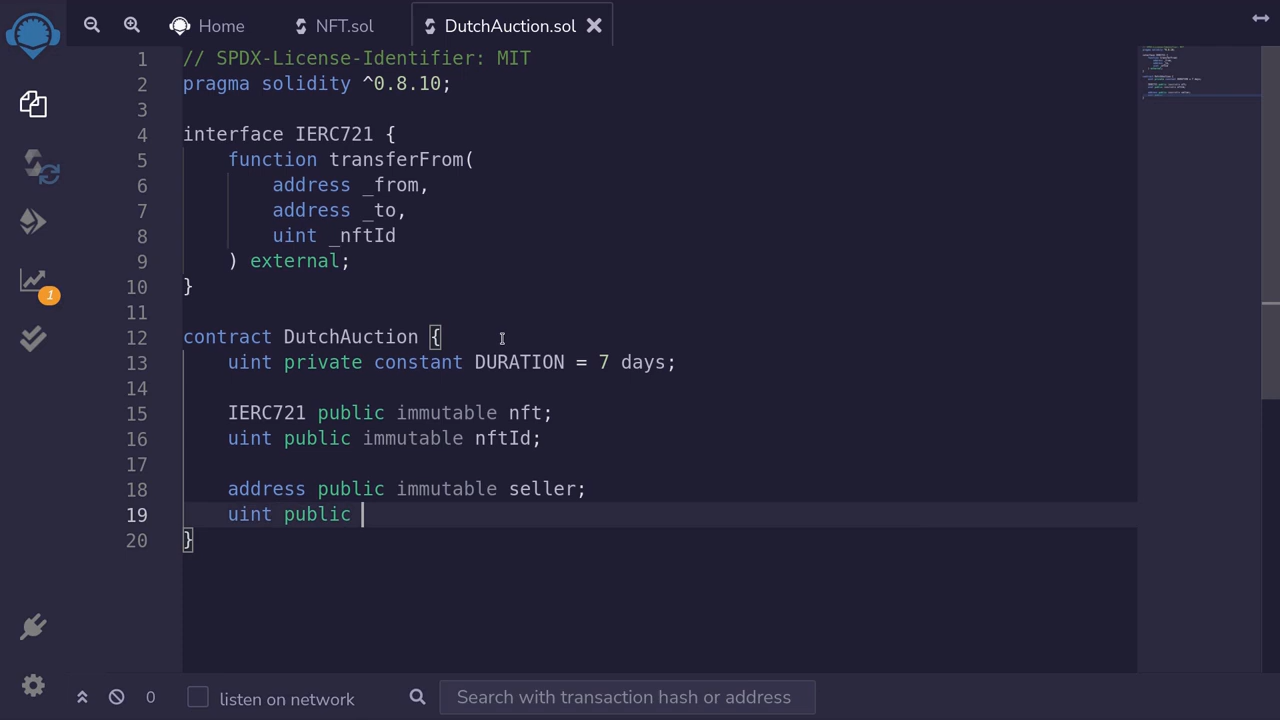 Home
NFT.sol
DutchAuction.sol
1 // SPDX-License-Identifier: MIT
2 pragma solidity ^0.8.10;
3
4 interface IERC721 {
5     function transferFrom(
6         address _from,
7         address _to,
8         uint _nftId
9     ) external;
10 }
11
12 contract DutchAuction {
13     uint private constant DURATION = 7 days;
14
15     IERC721 public immutable nft;
16     uint public immutable nftId;
17
18     address public immutable seller;
19     uint public
20 }
1
0
listen on network
Search with transaction hash or address